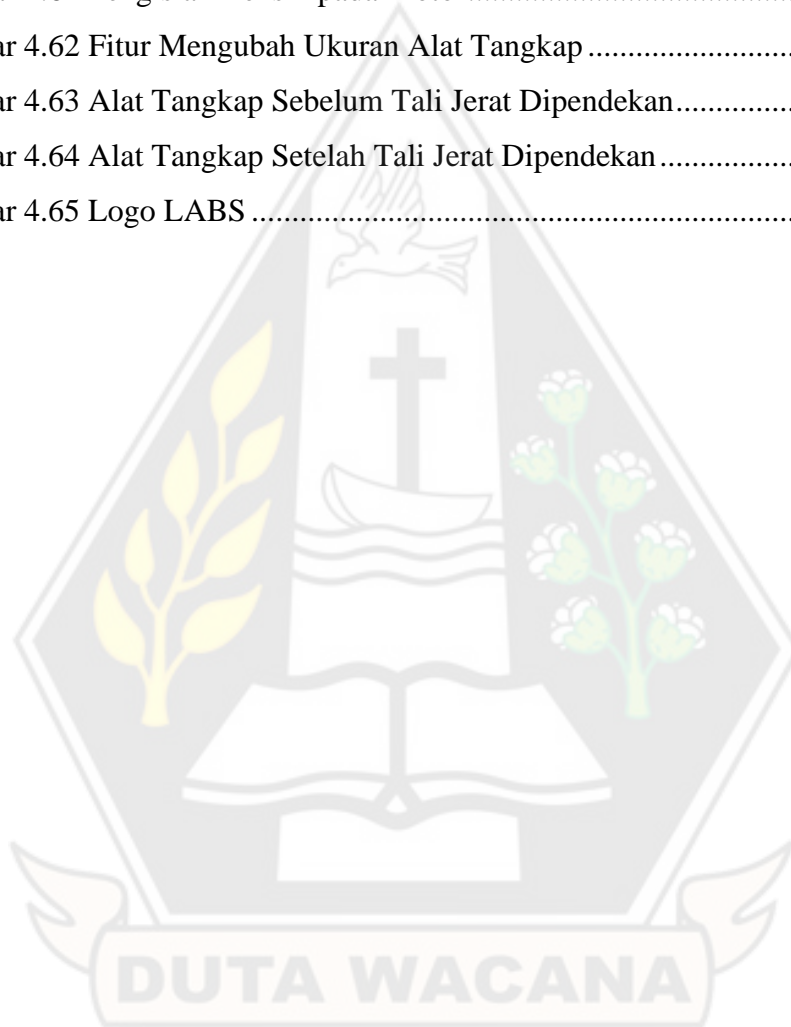 ar 4.62 Fitur Mengubah Ukuran Alat Tangkap ....................................
ar 4.63 Alat Tangkap Sebelum Tali Jerat Dipendekan..........................
ar 4.64 Alat Tangkap Setelah Tali Jerat Dipendekan............................
ar 4.65 Logo LABS ...............................................................................
DUTA WACANA